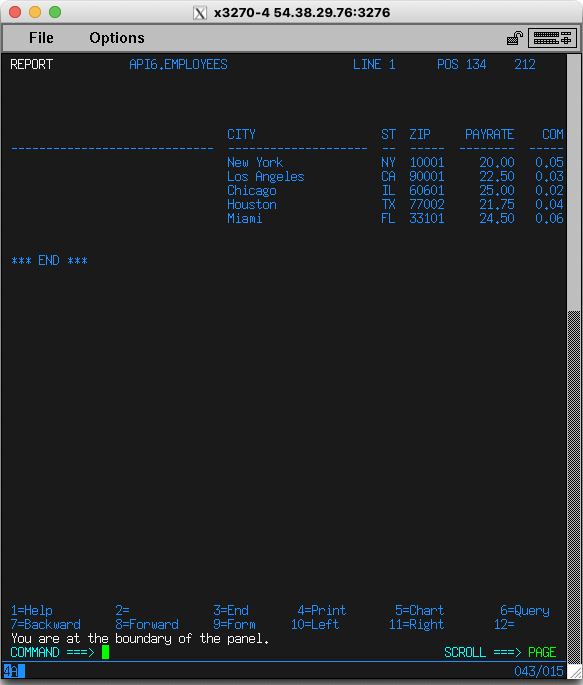 x3270-4 54.38.29.76:3276
File Options
REPORT API6.EMPLOYEES LINE 1 POS 134 212
CITY ST ZIP PAYRATE COM
----------------------------- -------------------- -- ----- -------- -----
New York NY 10001 20.00 0.05
Los Angeles CA 90001 22.50 0.03
Chicago IL 60601 25.00 0.02
Houston TX 77002 21.75 0.04
Miami FL 33101 24.50 0.06
*** END ***
1=Help 2= 3=End 4=Print 5=Chart 6=Query
7=Backward 8=Forward 9=Form 10=Left 11=Right 12=
You are at the boundary of the panel.
COMMAND ===> SCROLL ===> PAGE
4A 043/015